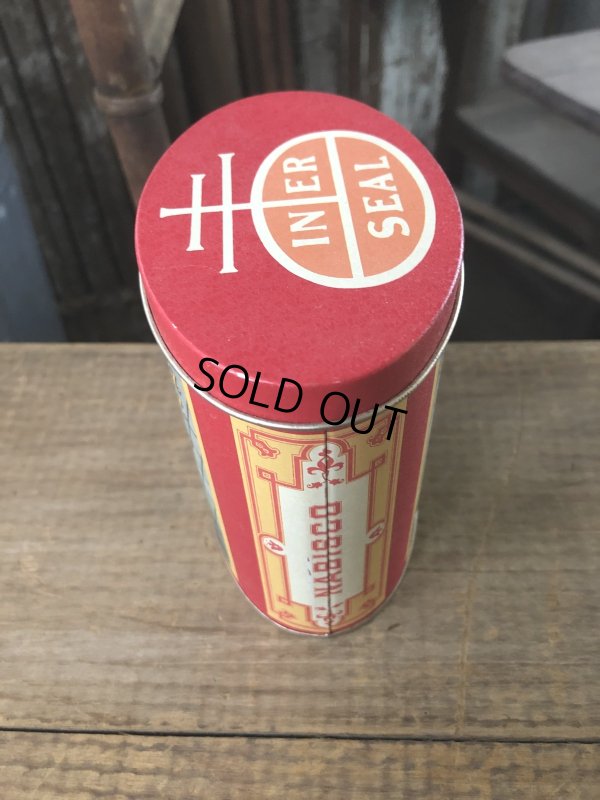 IN ER
SEAL
SOLD OUT
NABISCO